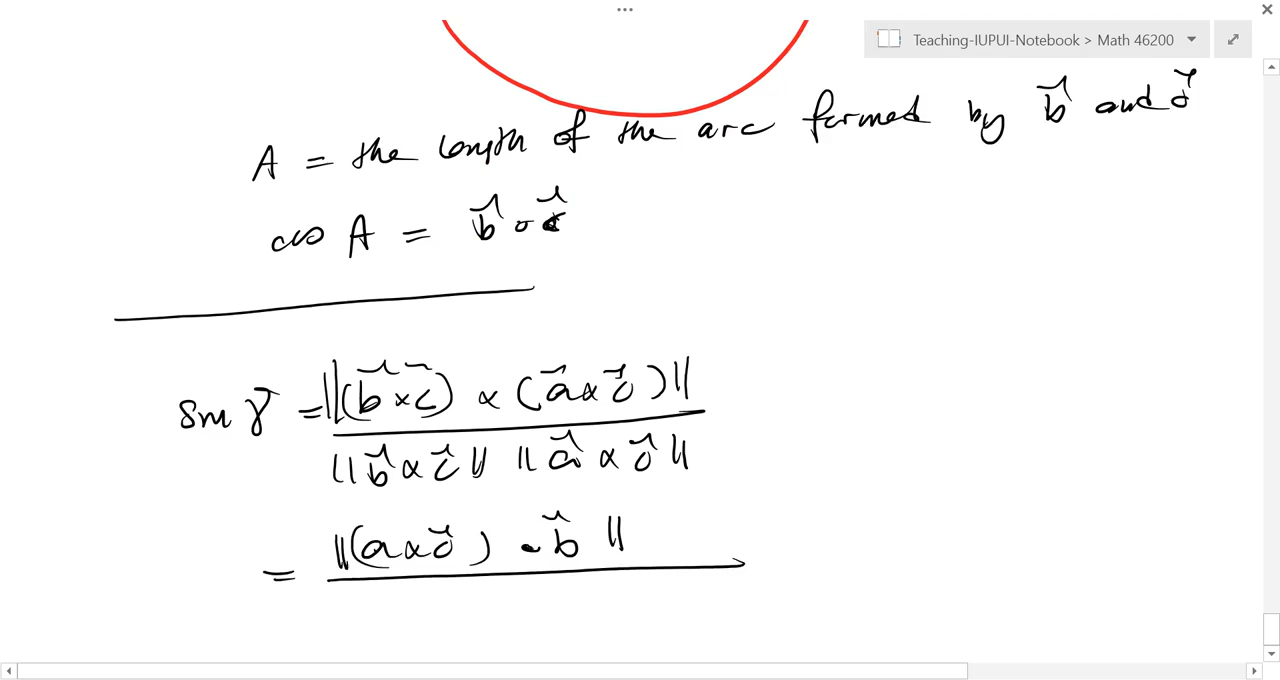 Teaching-IUPUI-Notebook > Math 46200
A = the length of the arc formed by b⃗ and c⃗
cos A = b⃗ · c⃗
sin γ = ‖(b⃗ × c⃗) × (a⃗ × c⃗)‖
‖b⃗ × c⃗‖ ‖a⃗ × c⃗‖
= ‖(a × c⃗) · b⃗‖